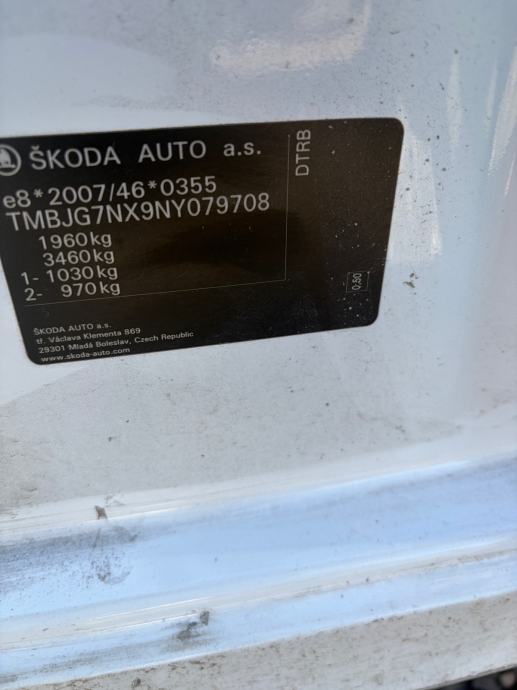 ŠKODA AUTO a.s.
e8*2007/46*0355
TMBJG7NX9NY079708
1960kg
3460kg
1- 1030kg
2- 970kg
DTRB
0,50
ŠKODA AUTO a.s.
tř. Václava Klementa 869
29301 Mladá Boleslav, Czech Republic
www.skoda-auto.com